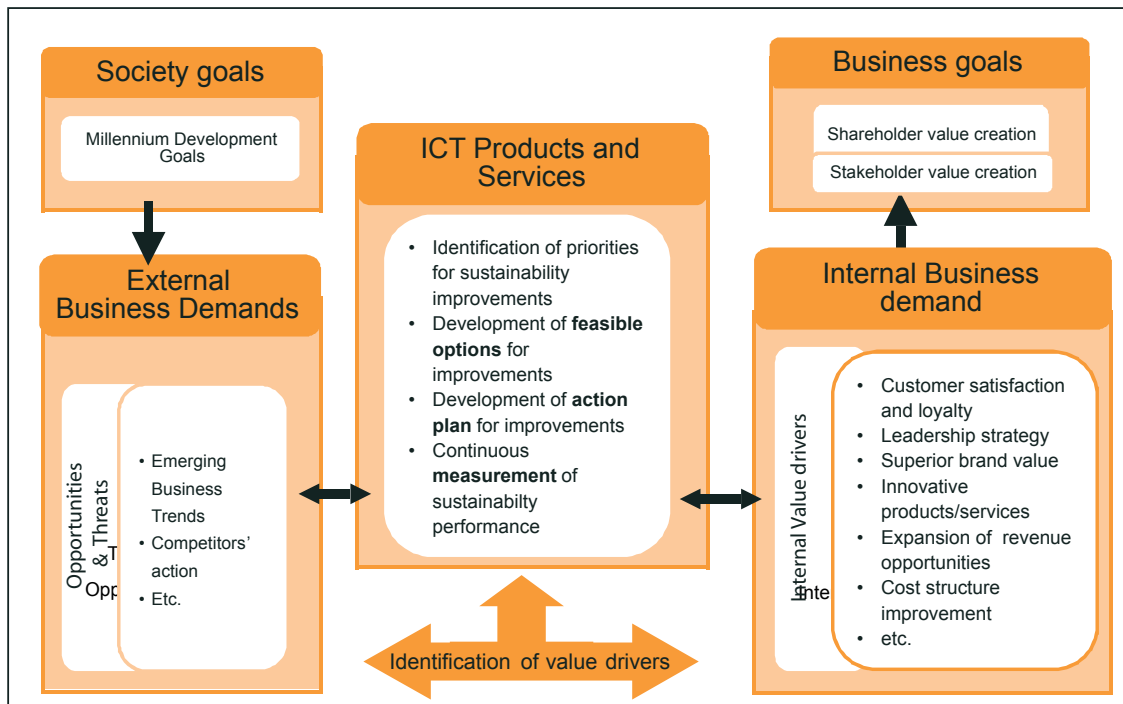 Society goals
Millennium Development
Goals
External
Business Demands
Opportunities
& Threats
T
Opp
• Emerging
Business
Trends
• Competitors’
action
• Etc.
ICT Products and
Services
• Identification of priorities
for sustainability
improvements
• Development of feasible
options for
improvements
• Development of action
plan for improvements
• Continuous
measurement of
sustainabilty
performance
Identification of value drivers
Business goals
Shareholder value creation
Stakeholder value creation
Internal Business
demand
Internal Value drivers
Inte
• Customer satisfaction
and loyalty
• Leadership strategy
• Superior brand value
• Innovative
products/services
• Expansion of revenue
opportunities
• Cost structure
improvement
• etc.